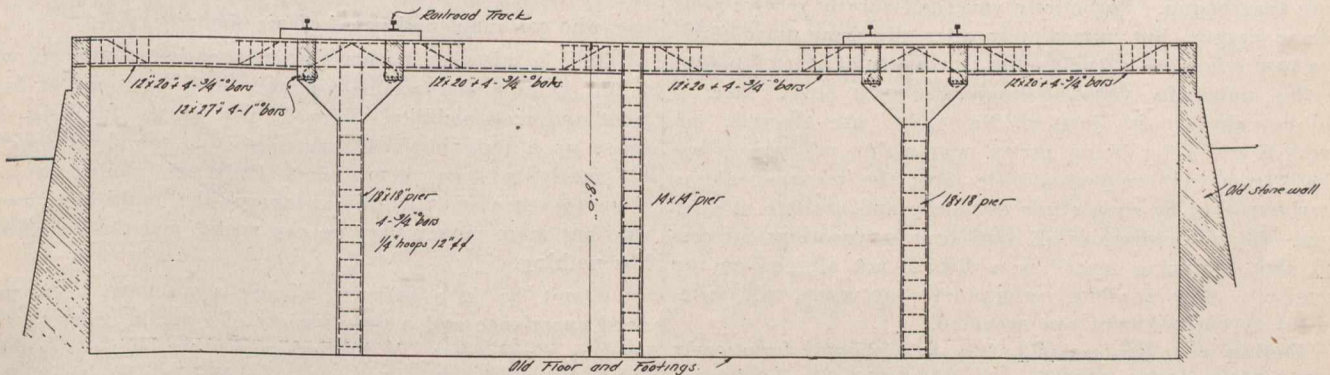 Railroad Track
12"x20"+4-3/4"ø bars
12x27"+4-1"ø bars
12"x20"+4-3/4"ø bars
12"x20"+4-3/4"ø bars
12"x20"+4-3/4"ø bars
18'-0"
18"x18" pier
4-3/4"ø bars
1/4" hoops 12"
14"x14" pier
18"x18" pier
Old stone wall
Old Floor and Footings.